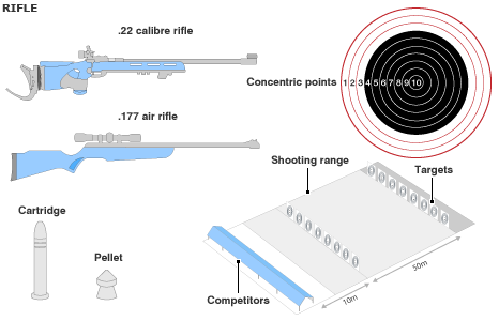 RIFLE
.22 calibre rifle
Concentric points
1 2 3 4 5 6 7 8 9 10
.177 air rifle
Shooting range
Targets
Cartridge
Pellet
Competitors
10m
50m